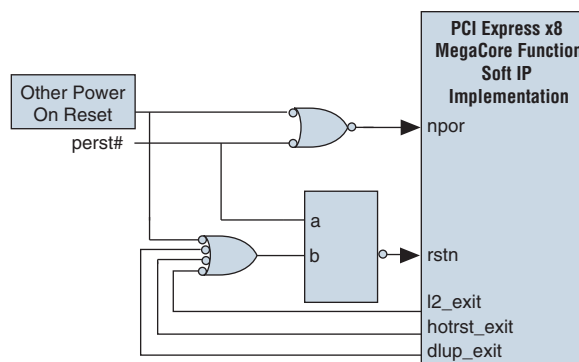 PCI Express x8
MegaCore Function
Soft IP
Implementation
Other Power
On Reset
npor
perst#
a
b
rstn
l2_exit
hotrst_exit
dlup_exit